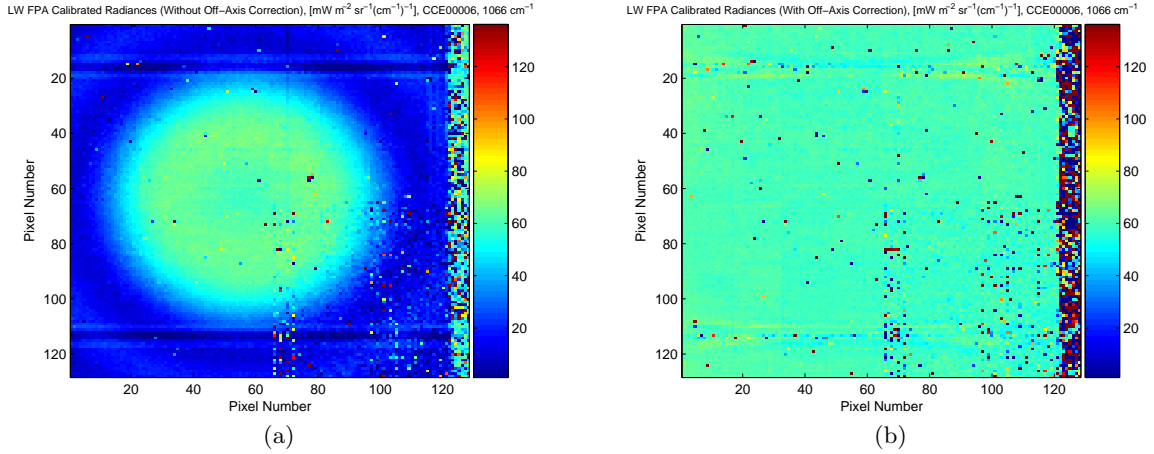 LW FPA Calibrated Radiances (Without Off−Axis Correction), [mW m⁻² sr⁻¹(cm⁻¹)⁻¹], CCE00006, 1066 cm⁻¹
20
40
60
80
100
120
Pixel Number
20 40 60 80 100 120
Pixel Number
120
100
80
60
40
20
(a)
LW FPA Calibrated Radiances (With Off−Axis Correction), [mW m⁻² sr⁻¹(cm⁻¹)⁻¹], CCE00006, 1066 cm⁻¹
20
40
60
80
100
120
Pixel Number
20 40 60 80 100 120
Pixel Number
120
100
80
60
40
20
(b)